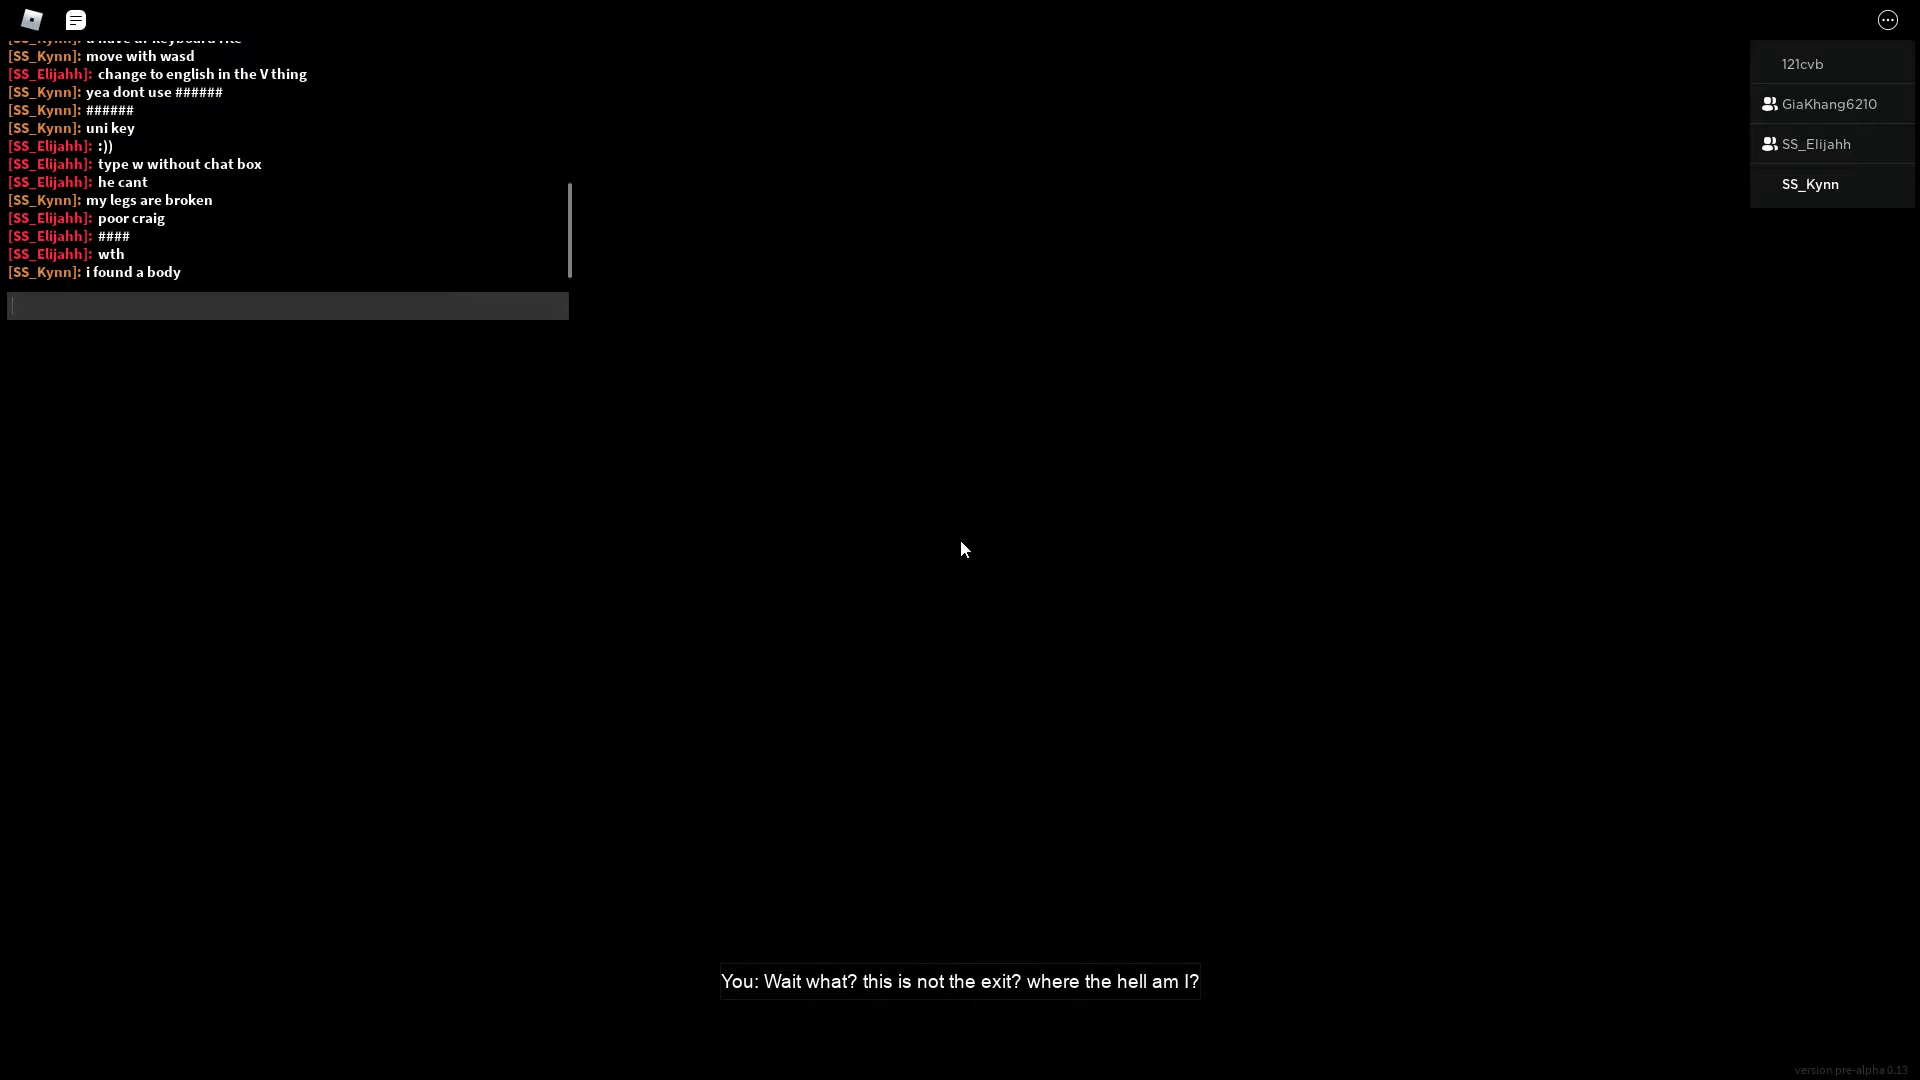 [SS_Kynn]: move with wasd
[SS_Elijahh]: change to english in the V thing
[SS_Kynn]: yea dont use ######
[SS_Kynn]: ######
[SS_Kynn]: uni key
[SS_Elijahh]: :))
[SS_Elijahh]: type w without chat box
[SS_Elijahh]: he cant
[SS_Kynn]: my legs are broken
[SS_Elijahh]: poor craig
[SS_Elijahh]: ####
[SS_Elijahh]: wth
[SS_Kynn]: i found a body
121cvb
GiaKhang6210
SS_Elijahh
SS_Kynn
You: Wait what? this is not the exit? where the hell am I?
version pre-alpha 0.13